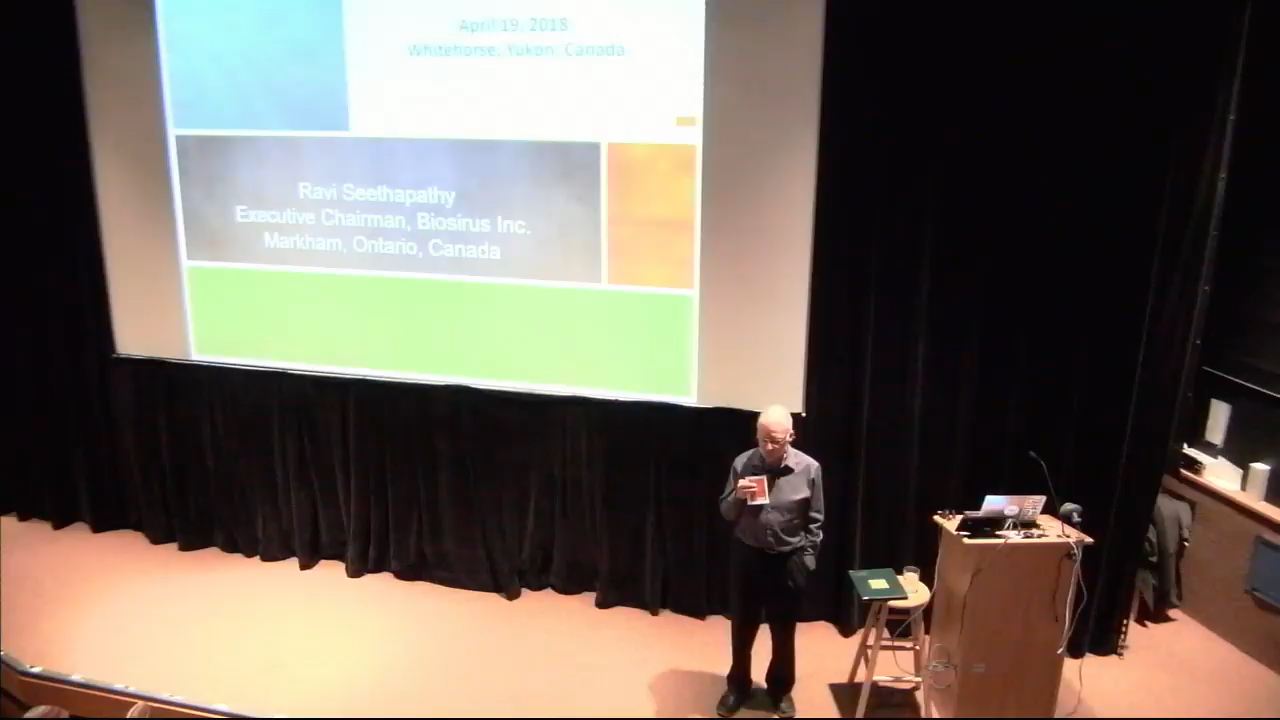 April 19, 2018
Whitehorse, Yukon, Canada
Ravi Seethapathy
Executive Chairman, Biosirus Inc.
Markham, Ontario, Canada